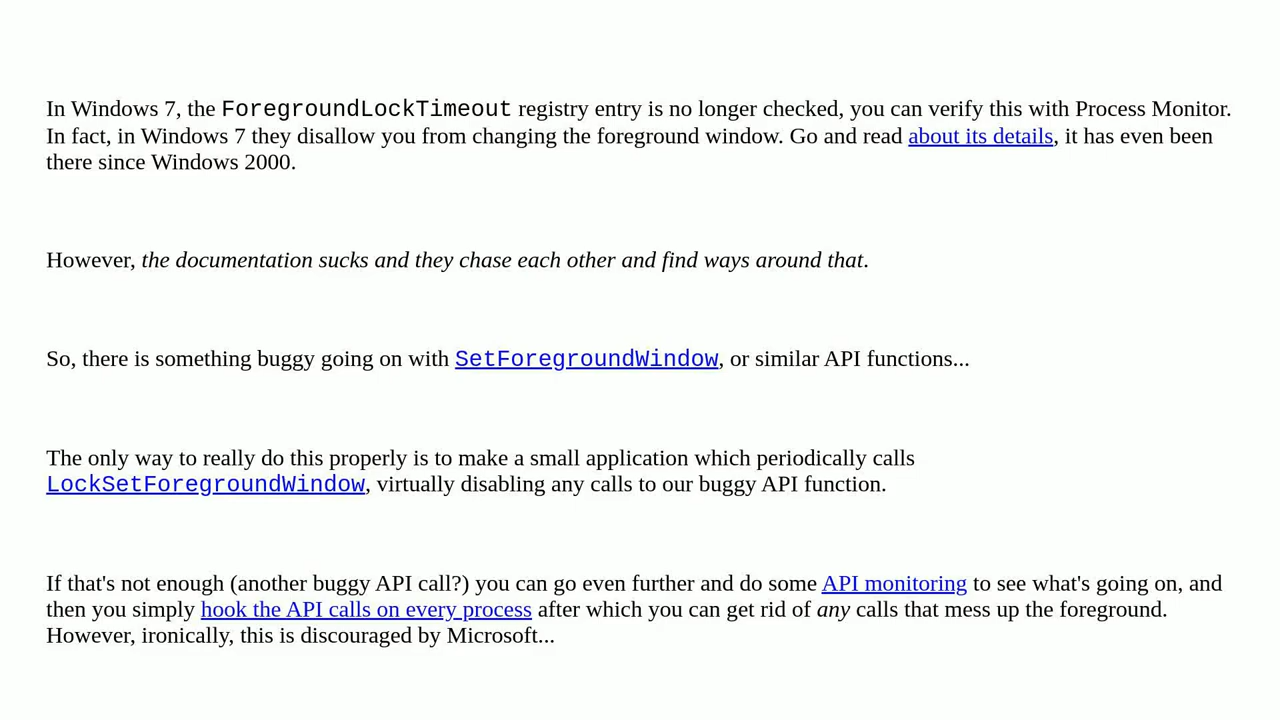 In Windows 7, the ForegroundLockTimeout registry entry is no longer checked, you can verify this with Process Monitor.
In fact, in Windows 7 they disallow you from changing the foreground window. Go and read about its details, it has even been
there since Windows 2000.
However, the documentation sucks and they chase each other and find ways around that.
So, there is something buggy going on with SetForegroundWindow, or similar API functions...
The only way to really do this properly is to make a small application which periodically calls
LockSetForegroundWindow, virtually disabling any calls to our buggy API function.
If that's not enough (another buggy API call?) you can go even further and do some API monitoring to see what's going on, and
then you simply hook the API calls on every process after which you can get rid of any calls that mess up the foreground.
However, ironically, this is discouraged by Microsoft...